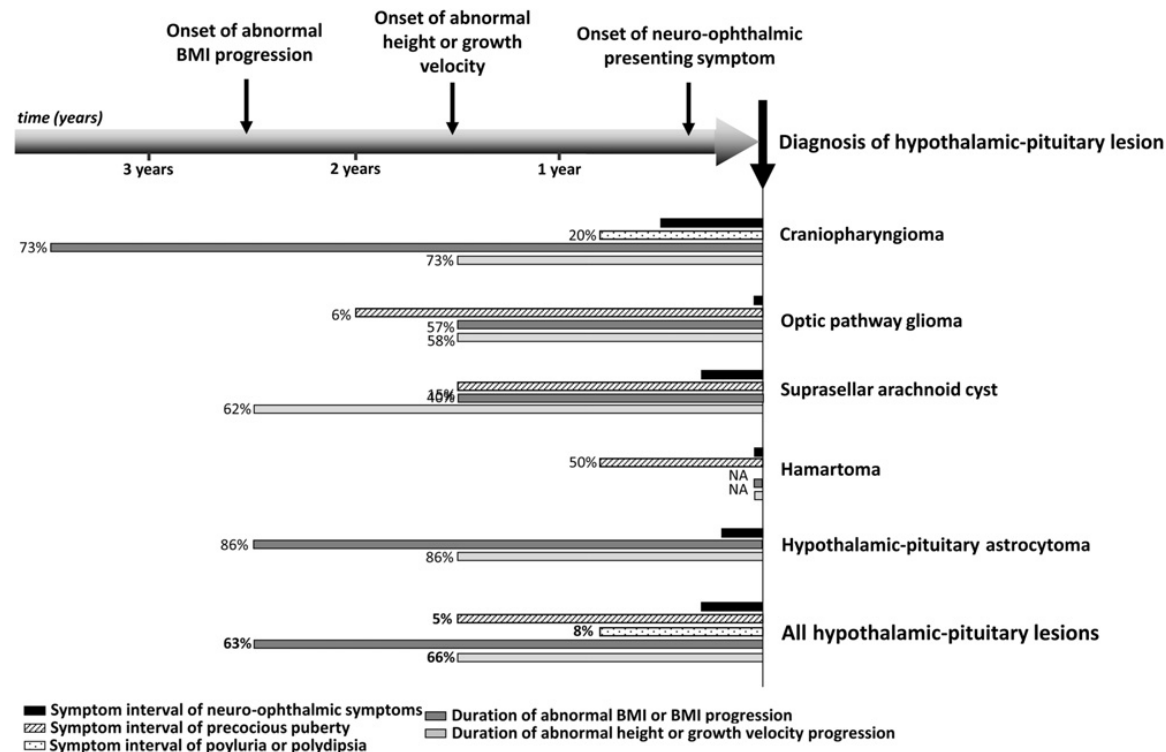 Onset of abnormal
BMI progression
Onset of abnormal
height or growth
velocity
Onset of neuro-ophthalmic
presenting symptom
time (years)
Diagnosis of hypothalamic-pituitary lesion
3 years
2 years
1 year
20%
73%
73%
Craniopharyngioma
6%
57%
58%
Optic pathway glioma
15%
40%
62%
Suprasellar arachnoid cyst
50%
NA
NA
Hamartoma
86%
86%
Hypothalamic-pituitary astrocytoma
5%
8%
63%
66%
All hypothalamic-pituitary lesions
Symptom interval of neuro-ophthalmic symptoms
Symptom interval of precocious puberty
Symptom interval of poyluria or polydipsia
Duration of abnormal BMI or BMI progression
Duration of abnormal height or growth velocity progression